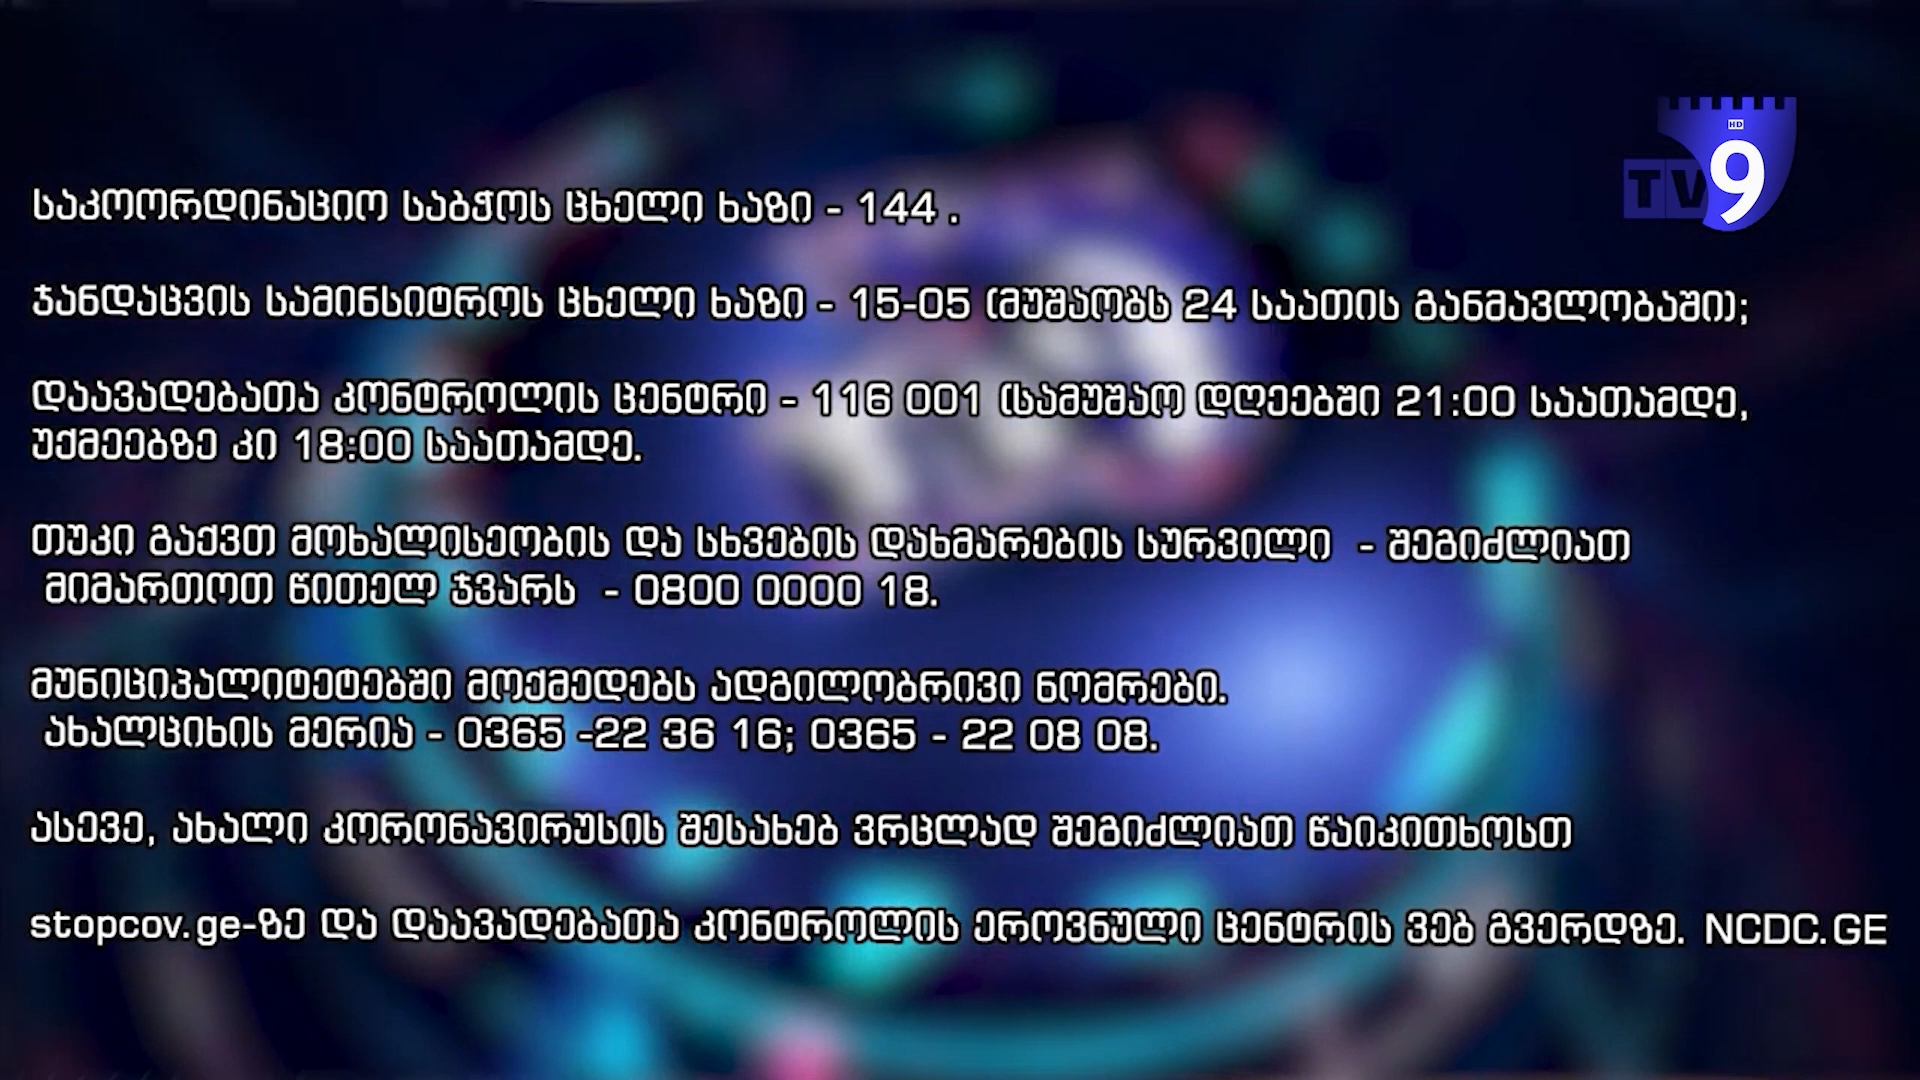 TV9
HD
საკოორდინაციო საბჭოს ცხელი ხაზი - 144 .
ჯანდაცვის სამინსიტროს ცხელი ხაზი - 15-05 (მუშაობს 24 საათის განმავლობაში);
დაავადებათა კონტროლის ცენტრი - 116 001 (სამუშაო დღეებში 21:00 საათამდე,
უქმეებზე კი 18:00 საათამდე.
თუკი გაქვთ მოხალისეობის და სხვების დახმარების სურვილი - შეგიძლიათ
მიმართოთ წითელ ჯვარს - 0800 0000 18.
მუნიციპალიტეტებში მოქმედებს ადგილობრივი ნომრები.
ახალციხის მერია - 0365 -22 36 16; 0365 - 22 08 08.
ასევე, ახალი კორონავირუსის შესახებ ვრცლად შეგიძლიათ წაიკითხოსთ
stopcov.ge-ზე და დაავადებათა კონტროლის ეროვნული ცენტრის ვებ გვერდზე. NCDC.GE